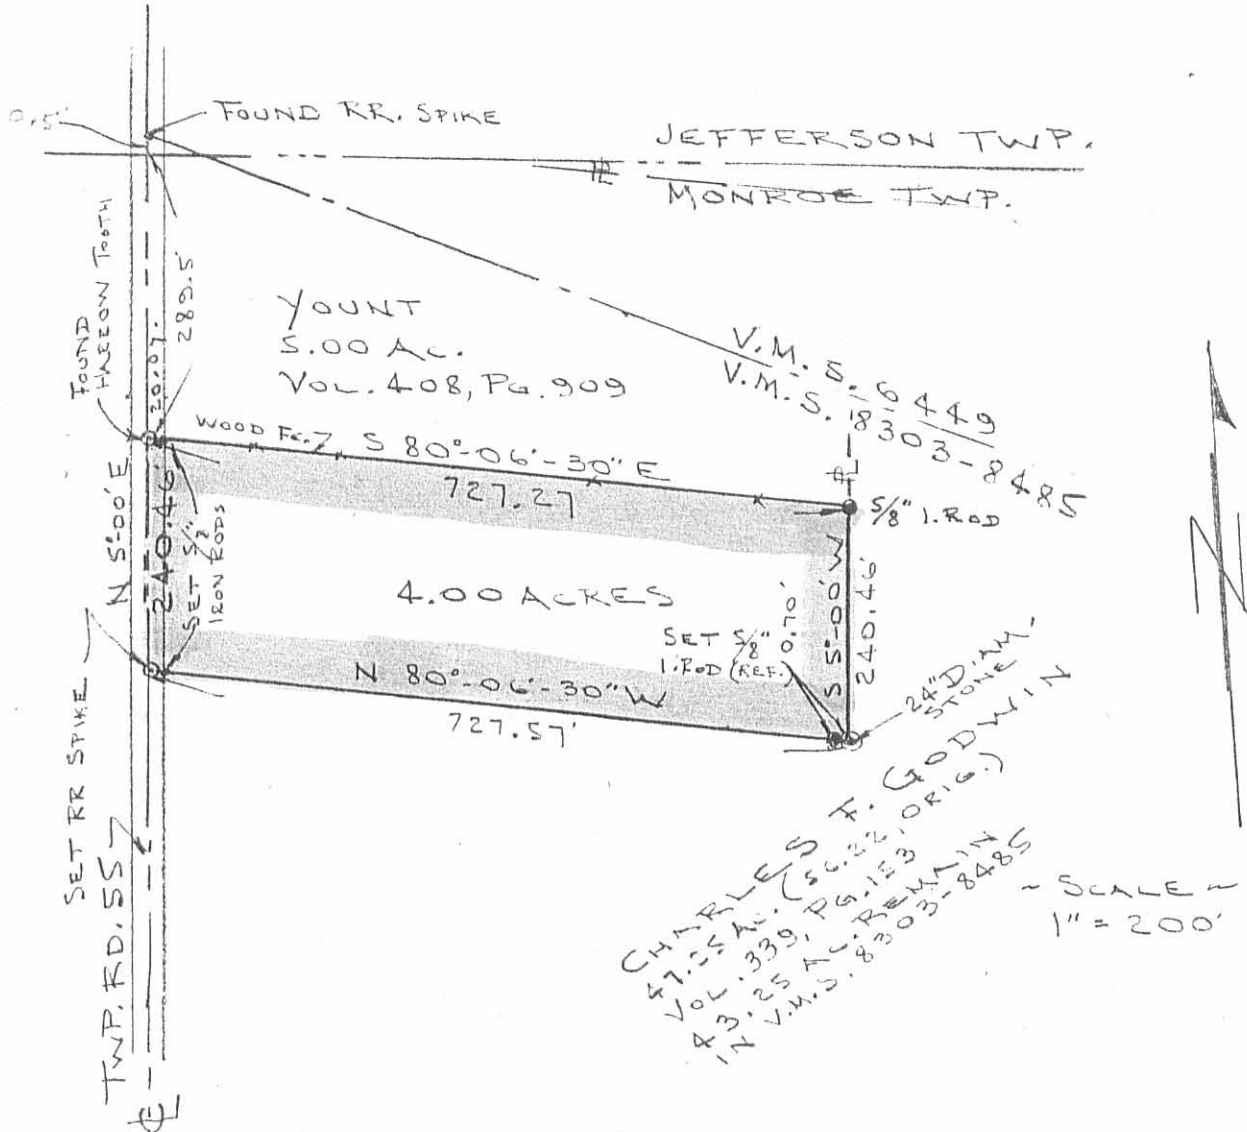 0.5'
FOUND RR. SPIKE
JEFFERSON TWP.
MONROE TWP.
FOUND
HARROW TOOTH
20.07'
289.5'
YOUNT
5.00 AC.
VOL. 408, PG. 909
V.M.S. 6449
V.M.S. 8303-8485
WOOD FC.
S 80°-06'-30" E
727.27
5/8" I. ROD
N 5°-00' E
240.46'
SET 5/8"
IRON RODS
4.00 ACRES
SET 5/8"
I. ROD (REF.)
0.70'
S 5°-00' W
240.46'
N 80°-06'-30" W
727.57'
24" DIAM.
STONE
SET RR SPIKE
TWP. RD. 55
CHARLES F. GODWIN
AC. (56.22, ORIG.)
VOL. 339, PG. 153
43.25 AC. REMAIN
IN V.M.S. 8303-8485
~ SCALE ~
1" = 200'
N